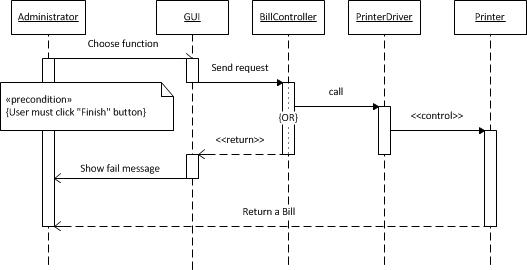 Administrator
GUI
BillController
PrinterDriver
Printer
Choose function
Send request
«precondition»
{User must click "Finish" button}
call
{OR}
<<control>>
<<return>>
Show fail message
Return a Bill